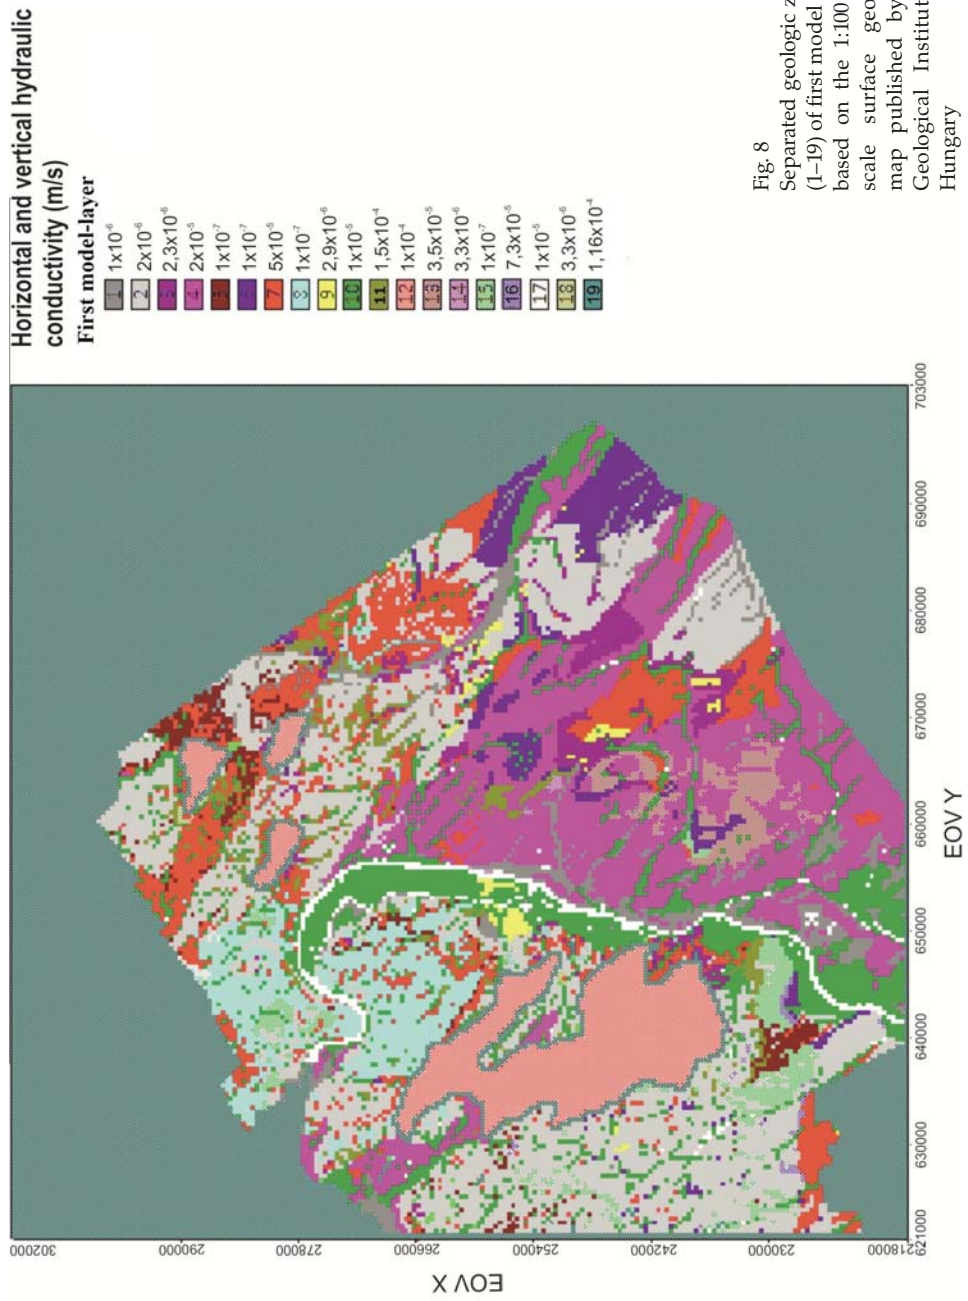 Horizontal and vertical hydraulic
conductivity (m/s)
First model-layer
1 1x10⁻⁶
2 2x10⁻⁶
3 2,3x10⁻⁶
4 2x10⁻⁵
5 1x10⁻⁷
6 1x10⁻⁷
7 5x10⁻⁵
8 1x10⁻⁷
9 2,9x10⁻⁶
10 1x10⁻⁵
11 1,5x10⁻⁴
12 1x10⁻⁴
13 3,5x10⁻⁵
14 3,3x10⁻⁶
15 1x10⁻⁷
16 7,3x10⁻⁵
17 1x10⁻⁵
18 3,3x10⁻⁶
19 1,16x10⁻⁴
302000
290000
278000
266000
254000
242000
230000
218000
EOV X
621000
630000
640000
650000
660000
670000
680000
690000
703000
EOV Y
Fig. 8
Separated geologic z
(1–19) of first model
based on the 1:100
scale surface geo
map published by
Geological Institut
Hungary